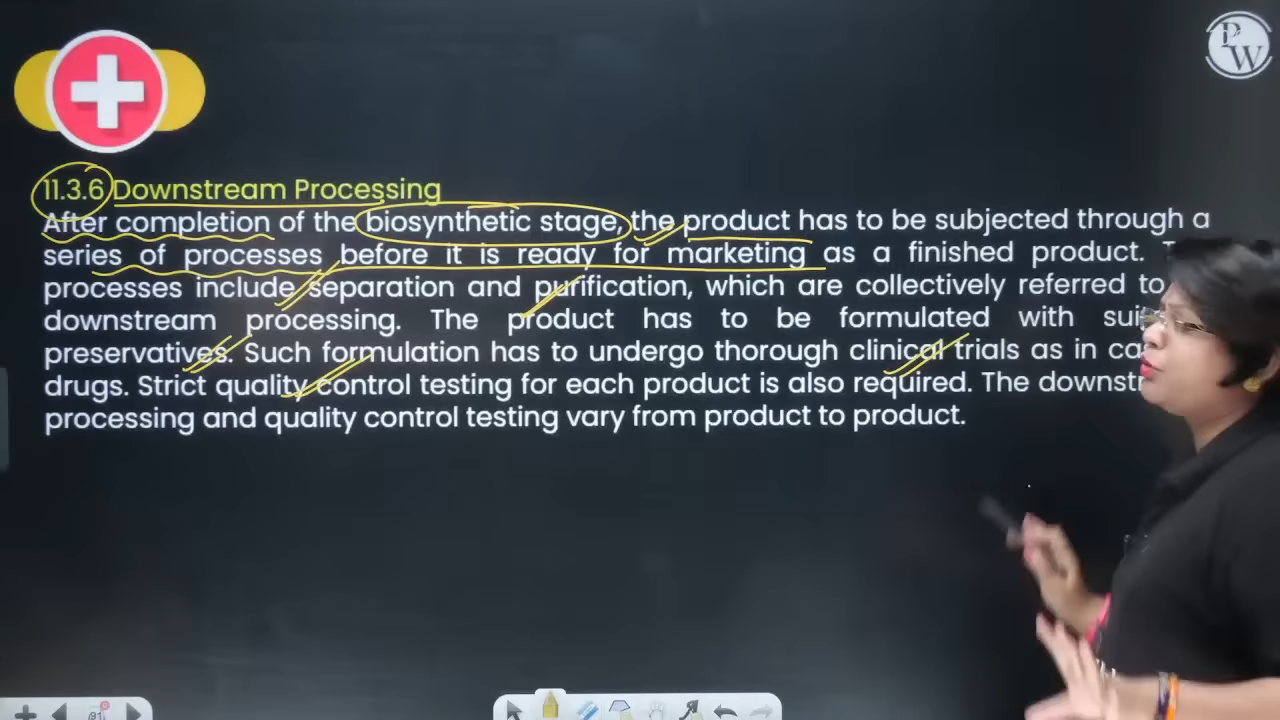 PW
11.3.6 Downstream Processing
After completion of the biosynthetic stage, the product has to be subjected through a
series of processes before it is ready for marketing as a finished product.
processes include separation and purification, which are collectively referred to
downstream processing. The product has to be formulated with
preservatives. Such formulation has to undergo thorough clinical trials as in
drugs. Strict quality control testing for each product is also required. The
processing and quality control testing vary from product to product.